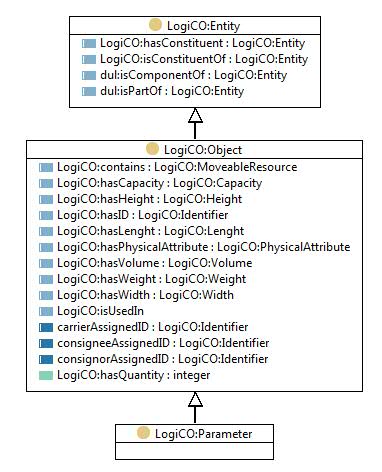 LogiCO:Entity
LogiCO:hasConstituent : LogiCO:Entity
LogiCO:isConstituentOf : LogiCO:Entity
dul:isComponentOf : LogiCO:Entity
dul:isPartOf : LogiCO:Entity
LogiCO:Object
LogiCO:contains : LogiCO:MoveableResource
LogiCO:hasCapacity : LogiCO:Capacity
LogiCO:hasHeight : LogiCO:Height
LogiCO:hasID : LogiCO:Identifier
LogiCO:hasLenght : LogiCO:Lenght
LogiCO:hasPhysicalAttribute : LogiCO:PhysicalAttribute
LogiCO:hasVolume : LogiCO:Volume
LogiCO:hasWeight : LogiCO:Weight
LogiCO:hasWidth : LogiCO:Width
LogiCO:isUsedIn
carrierAssignedID : LogiCO:Identifier
consigneeAssignedID : LogiCO:Identifier
consignorAssignedID : LogiCO:Identifier
LogiCO:hasQuantity : integer
LogiCO:Parameter